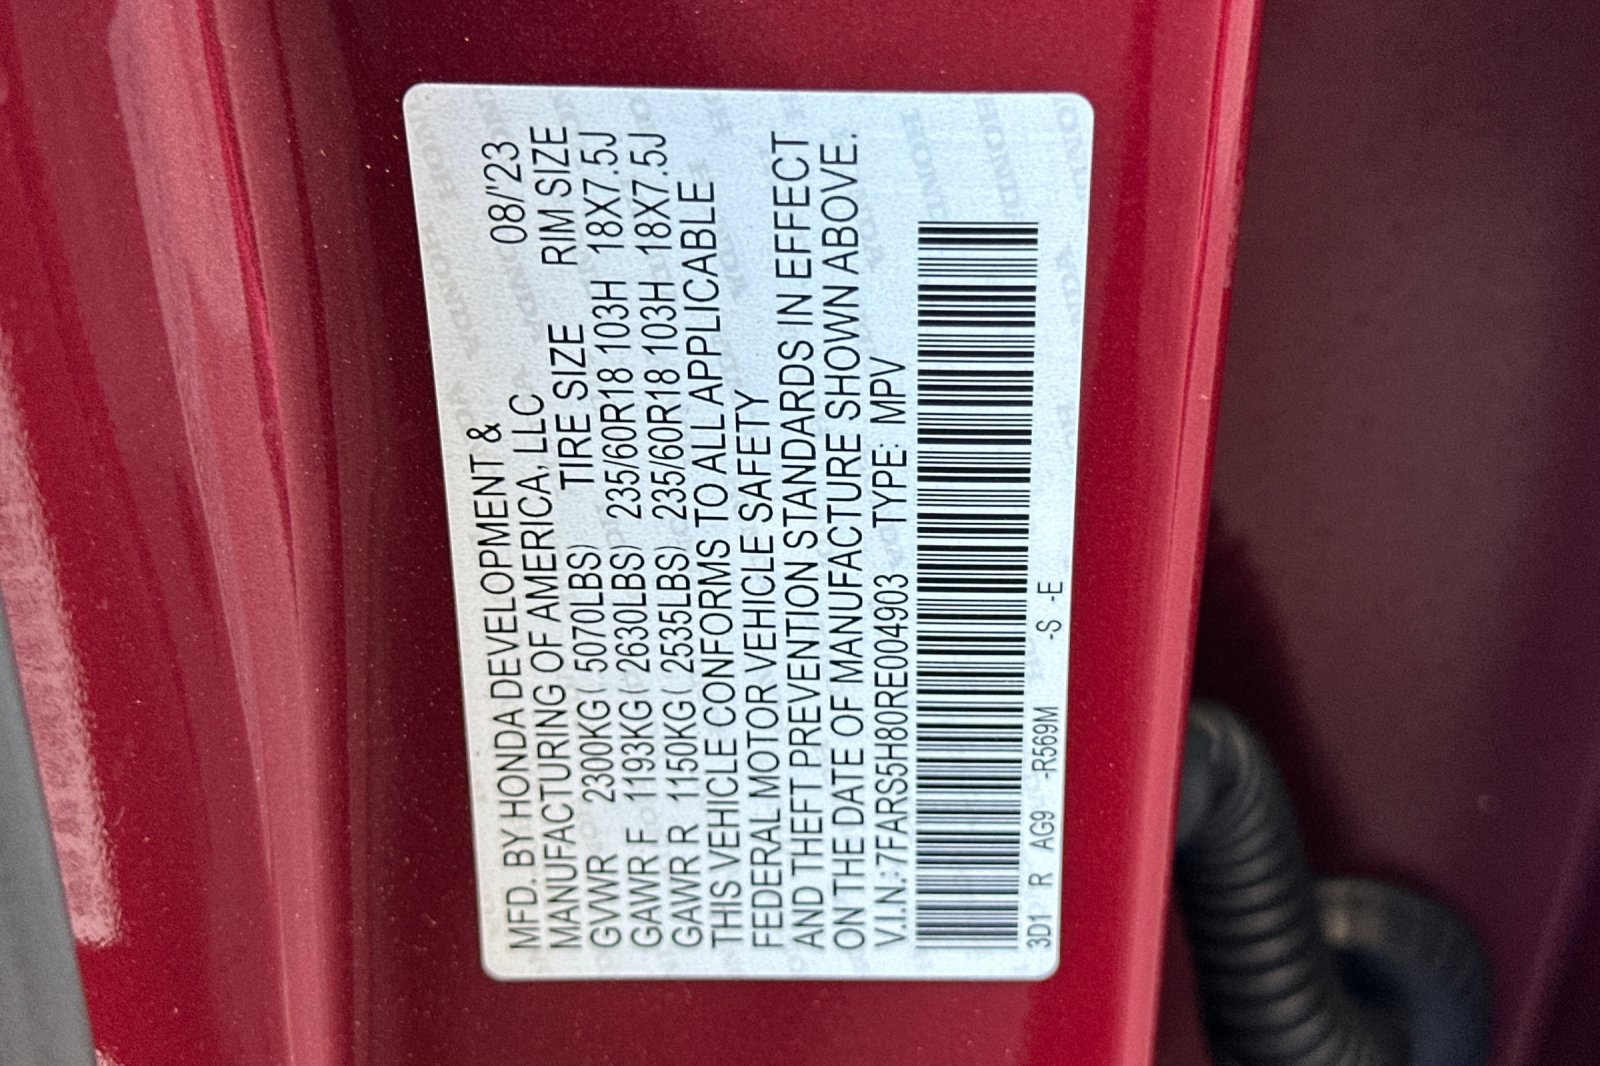 MFD. BY HONDA DEVELOPMENT & 08/'23
MANUFACTURING OF AMERICA, LLC
TIRE SIZE RIM SIZE
GVWR 2300KG ( 5070LBS)
GAWR F 1193KG ( 2630LBS) 235/60R18 103H 18X7.5J
GAWR R 1150KG ( 2535LBS) 235/60R18 103H 18X7.5J
THIS VEHICLE CONFORMS TO ALL APPLICABLE
FEDERAL MOTOR VEHICLE SAFETY
AND THEFT PREVENTION STANDARDS IN EFFECT
ON THE DATE OF MANUFACTURE SHOWN ABOVE.
V.I.N.:7FARS5H80RE004903 TYPE: MPV
3D1 R AG9 -R569M -S -E